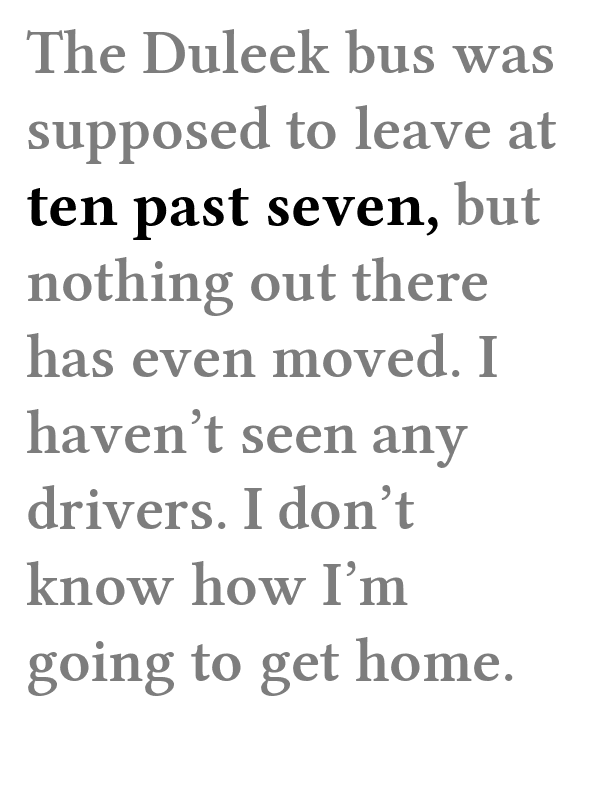 The Duleek bus was
supposed to leave at
ten past seven, but
nothing out there
has even moved. I
haven’t seen any
drivers. I don’t
know how I’m
going to get home.